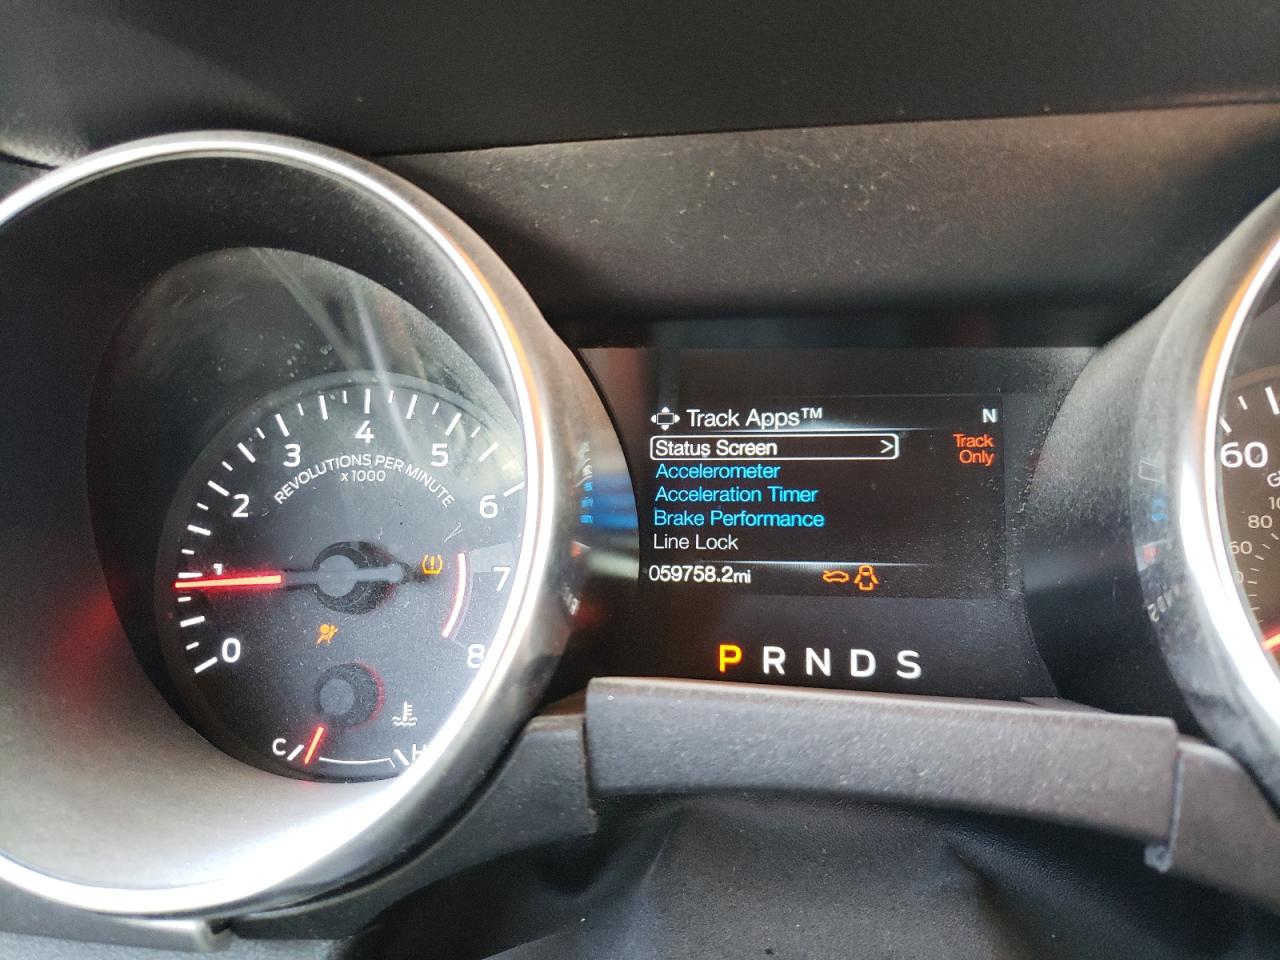 Track Apps™ N
Status Screen >
Track
Only
Accelerometer
Acceleration Timer
Brake Performance
Line Lock
059758.2mi
P R N D S
0 1 2 3 4 5 6 7 8
REVOLUTIONS PER MINUTE
x1000
C H
60
80